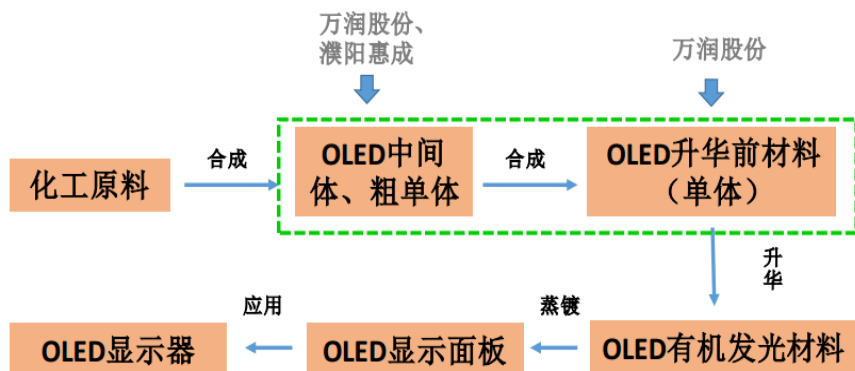 万润股份、
濮阳惠成
万润股份
化工原料
合成
OLED中间
体、粗单体
合成
OLED升华前材料
（单体）
升
华
OLED显示器
应用
OLED显示面板
蒸镀
OLED有机发光材料